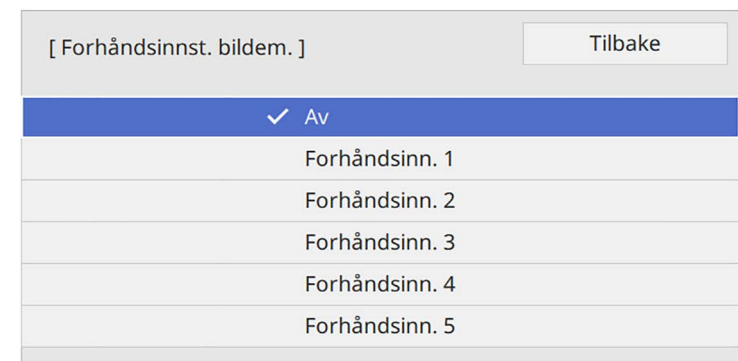 [ Forhåndsinnst. bildem. ]
Tilbake
Av
Forhåndsinn. 1
Forhåndsinn. 2
Forhåndsinn. 3
Forhåndsinn. 4
Forhåndsinn. 5